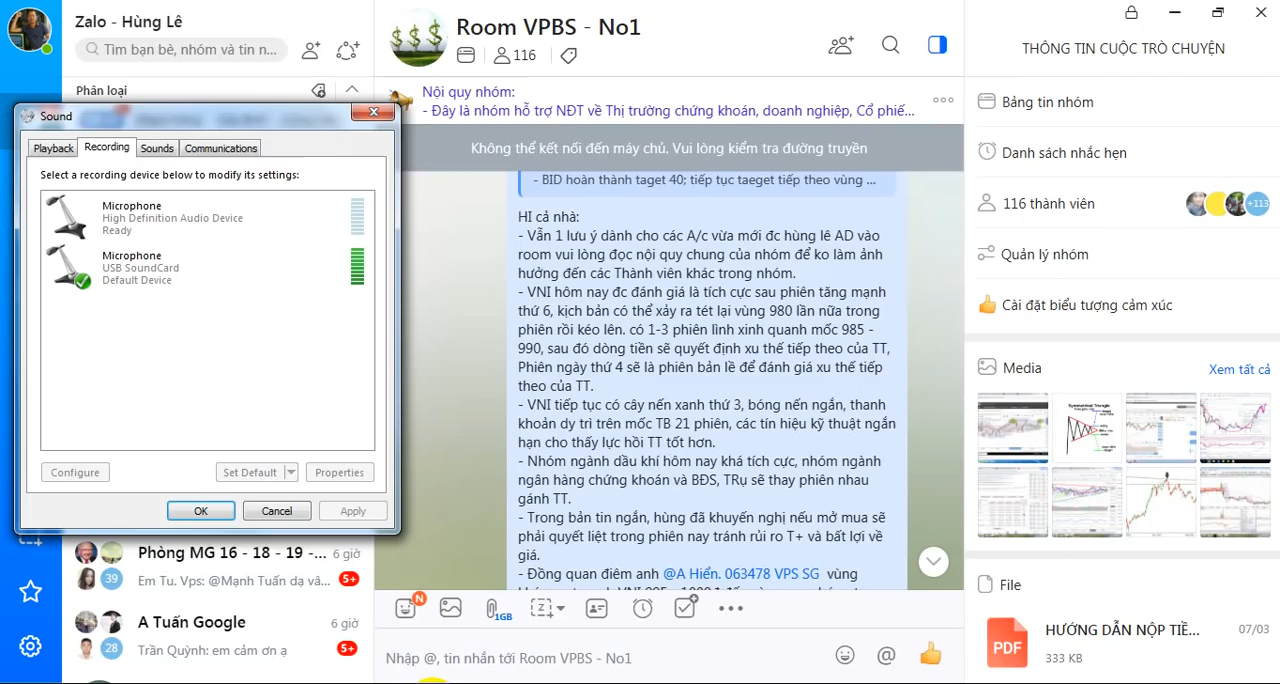 Zalo - Hùng Lê
Tìm bạn bè, nhóm và tin n...
Phân loại
Sound
Playback
Recording
Sounds
Communications
Select a recording device below to modify its settings:
Microphone
High Definition Audio Device
Ready
Microphone
USB SoundCard
Default Device
Configure
Set Default
Properties
OK
Cancel
Apply
Phòng MG 16 - 18 - 19 -...
6 giờ
39
Em Tu. Vps: @Mạnh Tuấn dạ vâ...
5+
A Tuấn Google
6 giờ
28
Trần Quỳnh: em cảm ơn ạ
5+
Room VPBS - No1
116
Nội quy nhóm:
- Đây là nhóm hỗ trợ NĐT về Thị trường chứng khoán, doanh nghiệp, Cổ phiế...
Không thể kết nối đến máy chủ. Vui lòng kiểm tra đường truyền
- BID hoàn thành taget 40; tiếp tục taeget tiếp theo vùng ...
HI cả nhà:
- Vẫn 1 lưu ý dành cho các A/c vừa mới đc hùng lê AD vào
room vui lòng đọc nội quy chung của nhóm để ko làm ảnh
hưởng đến các Thành viên khác trong nhóm.
- VNI hôm nay đc đánh giá là tích cực sau phiên tăng mạnh
thứ 6, kịch bản có thể xảy ra tét lại vùng 980 lần nữa trong
phiên rồi kéo lên. có 1-3 phiên lình xinh quanh mốc 985 -
990, sau đó dòng tiền sẽ quyết định xu thế tiếp theo của TT,
Phiên ngày thứ 4 sẽ là phiên bản lề để đánh giá xu thế tiếp
theo của TT.
- VNI tiếp tục có cây nến xanh thứ 3, bóng nến ngắn, thanh
khoản dy trì trên mốc TB 21 phiên, các tín hiệu kỹ thuật ngắn
hạn cho thấy lực hồi TT tốt hơn.
- Nhóm ngành dầu khí hôm nay khá tích cực, nhóm ngành
ngân hàng chứng khoán và BĐS, TRụ sẽ thay phiên nhau
gánh TT.
- Trong bản tin ngắn, hùng đã khuyến nghị nếu mở mua sẽ
phải quyết liệt trong phiên nay tránh rủi ro T+ và bất lợi về
giá.
- Đồng quan điêm anh @A Hiển. 063478 VPS SG vùng
N
1GB
Nhập @, tin nhắn tới Room VPBS - No1
THÔNG TIN CUỘC TRÒ CHUYỆN
Bảng tin nhóm
Danh sách nhắc hẹn
116 thành viên
+113
Quản lý nhóm
Cài đặt biểu tượng cảm xúc
Media
Xem tất cả
Symmetrical Triangle
File
PDF
HƯỚNG DẪN NỘP TIỀ...
07/03
333 KB